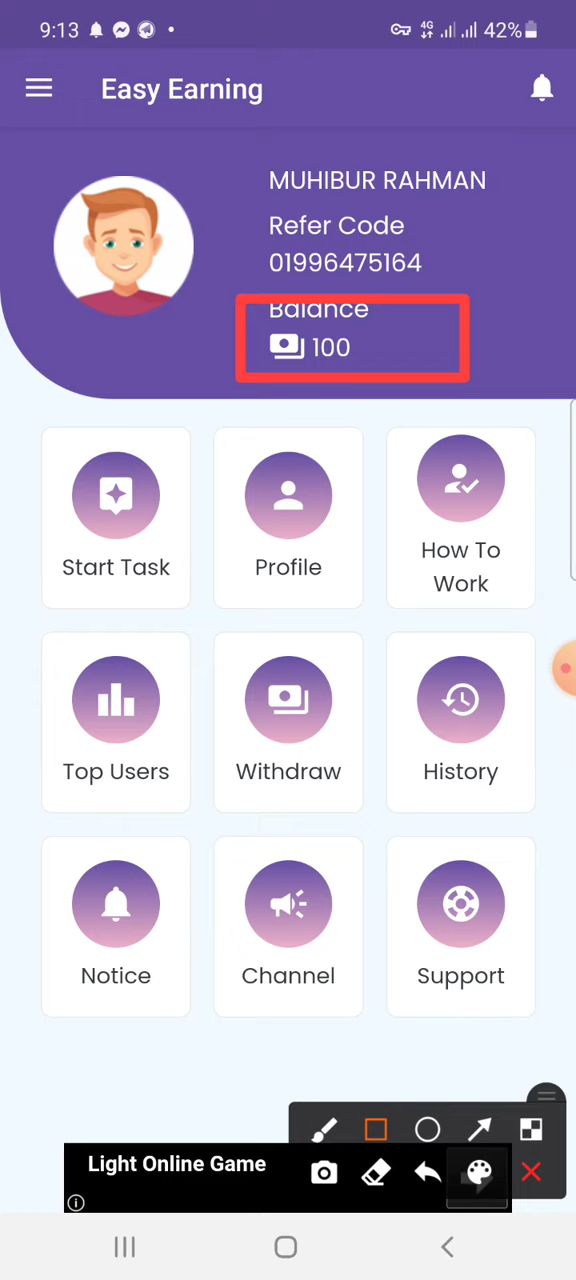 9:13
4G
42%
Easy Earning
MUHIBUR RAHMAN
Refer Code
01996475164
Balance
100
Start Task
Profile
How To
Work
Top Users
Withdraw
History
Notice
Channel
Support
Light Online Game